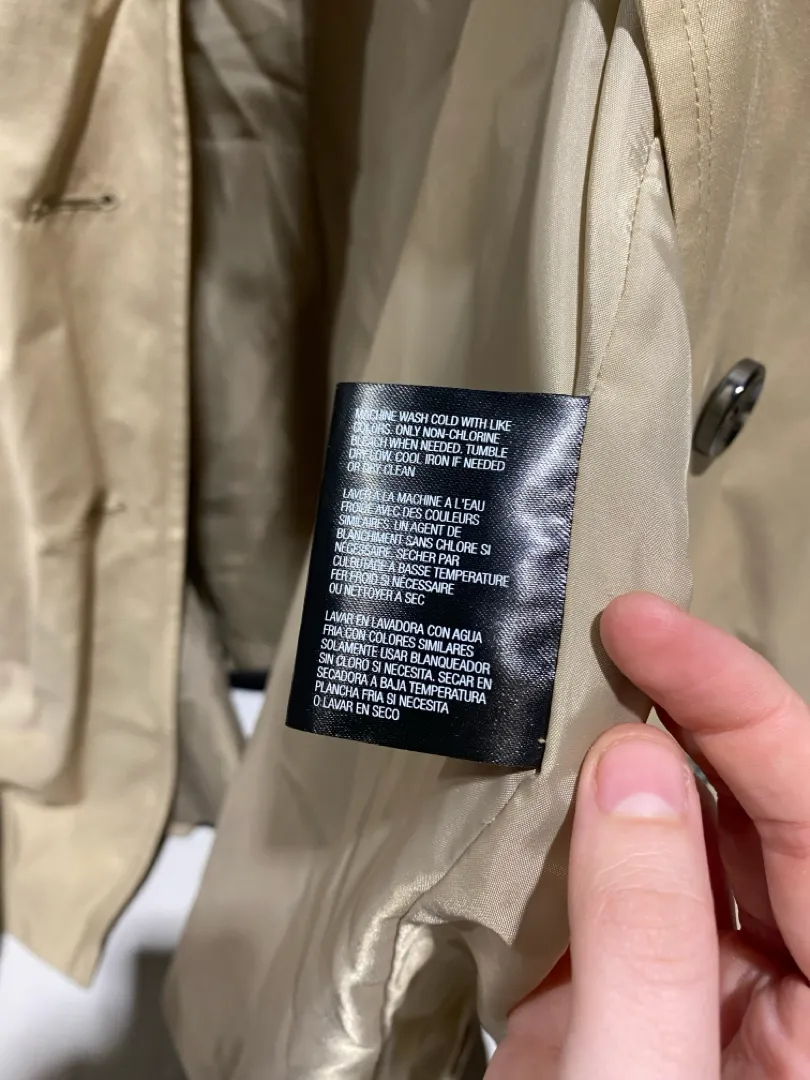 MACHINE WASH COLD WITH LIKE
COLORS. ONLY NON-CHLORINE
BLEACH WHEN NEEDED. TUMBLE
DRY LOW. COOL IRON IF NEEDED
OR DRY CLEAN
LAVER A LA MACHINE A L'EAU
FROIDE AVEC DES COULEURS
SIMILAIRES. UN AGENT DE
BLANCHIMENT SANS CHLORE SI
NÉCESSAIRE. SECHER PAR
CULBUTAGE A BASSE TEMPERATURE
FER FROID SI NÉCESSAIRE
OU NETTOYER A SEC
LAVAR EN LAVADORA CON AGUA
FRIA CON COLORES SIMILARES
SOLAMENTE USAR BLANQUEADOR
SIN CLORO SI NECESITA. SECAR EN
SECADORA A BAJA TEMPERATURA
PLANCHA FRIA SI NECESITA
O LAVAR EN SECO